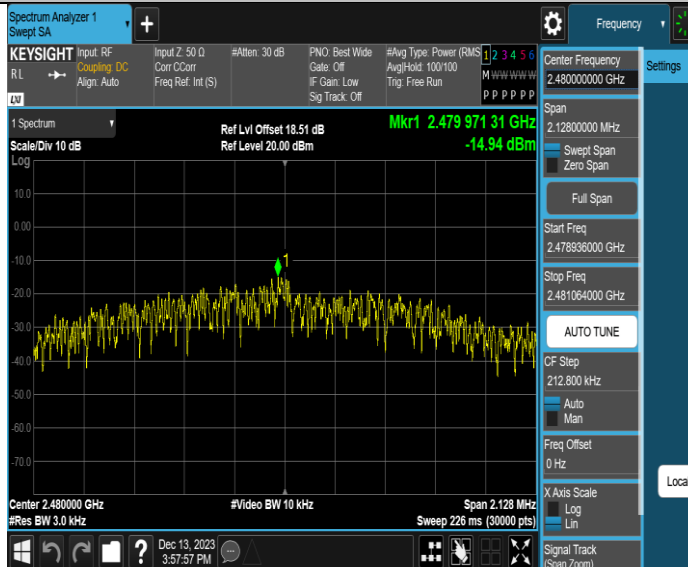 Spectrum Analyzer 1
Swept SA
+
Frequency
KEYSIGHT
RL
LXI
Input: RF
Coupling: DC
Align: Auto
Input Z: 50 Ω
Corr CCorr
Freq Ref: Int (S)
#Atten: 30 dB
PNO: Best Wide
Gate: Off
IF Gain: Low
Sig Track: Off
#Avg Type: Power (RMS
Avg|Hold: 100/100
Trig: Free Run
1 2 3 4 5 6
M W W W W W
P P P P P P
1 Spectrum
Scale/Div 10 dB
Log
Ref Lvl Offset 18.51 dB
Ref Level 20.00 dBm
Mkr1 2.479 971 31 GHz
-14.94 dBm
10.0
0.00
-10.0
-20.0
-30.0
-40.0
-50.0
-60.0
-70.0
1
Center 2.480000 GHz
#Res BW 3.0 kHz
#Video BW 10 kHz
Span 2.128 MHz
Sweep 226 ms (30000 pts)
Dec 13, 2023
3:57:57 PM
Center Frequency
2.480000000 GHz
Span
2.12800000 MHz
Swept Span
Zero Span
Full Span
Start Freq
2.478936000 GHz
Stop Freq
2.481064000 GHz
AUTO TUNE
CF Step
212.800 kHz
Auto
Man
Freq Offset
0 Hz
X Axis Scale
Log
Lin
Signal Track
(Span Zoom)
Settings
Loca